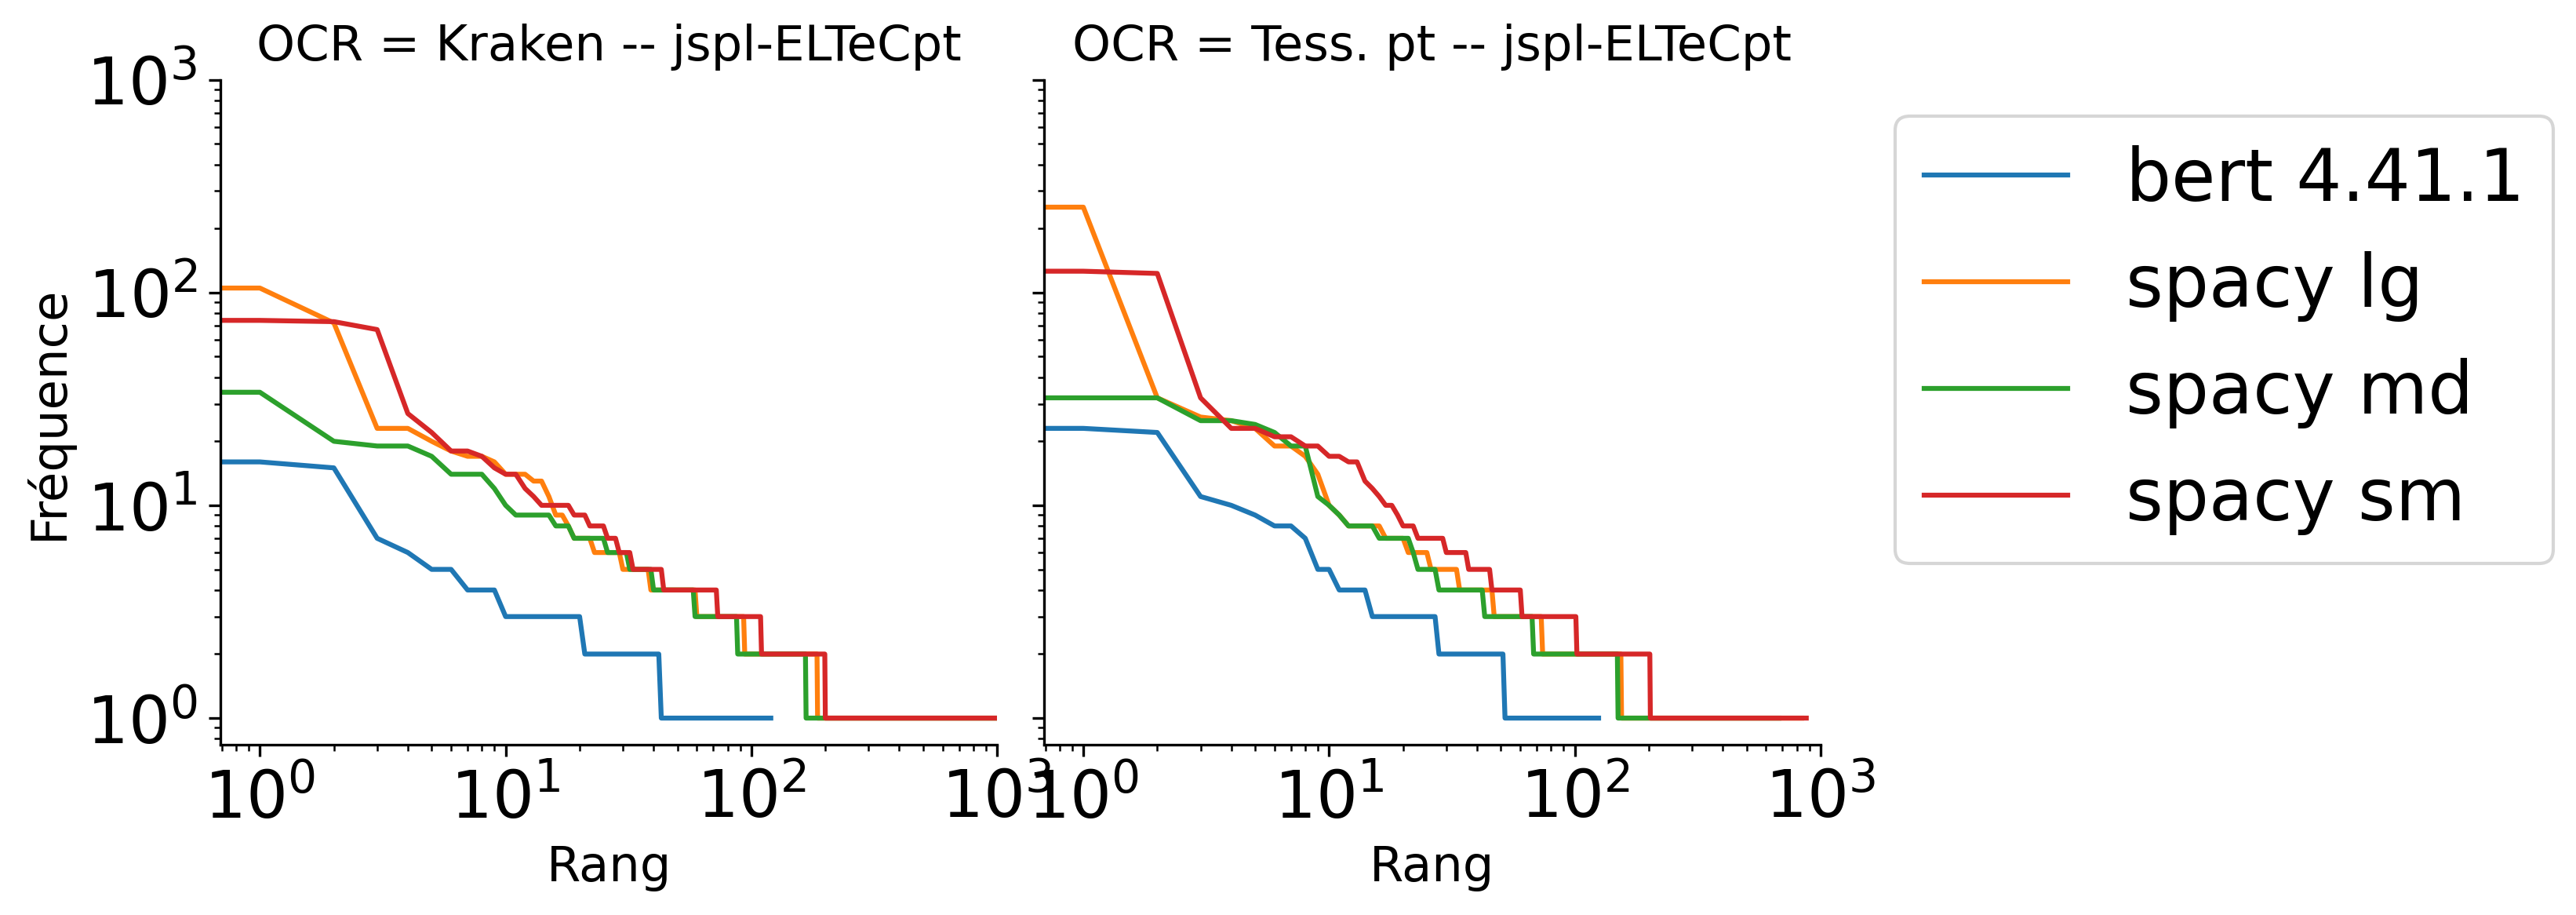 OCR = Kraken -- jspl-ELTeCpt
OCR = Tess. pt -- jspl-ELTeCpt
Fréquence
10³
10²
10¹
10⁰
10⁰ 10¹ 10² 10³
10⁰ 10¹ 10² 10³
Rang
Rang
bert 4.41.1
spacy lg
spacy md
spacy sm